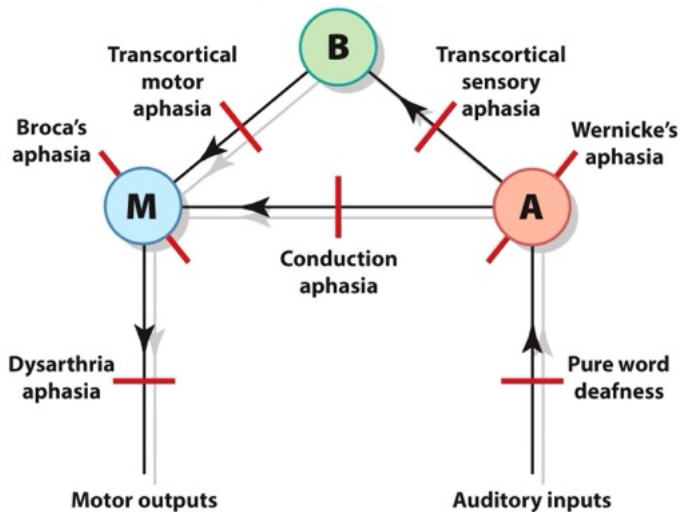 B
Transcortical
motor
aphasia
Transcortical
sensory
aphasia
Broca's
aphasia
Wernicke's
aphasia
M
A
Conduction
aphasia
Dysarthria
aphasia
Pure word
deafness
Motor outputs
Auditory inputs